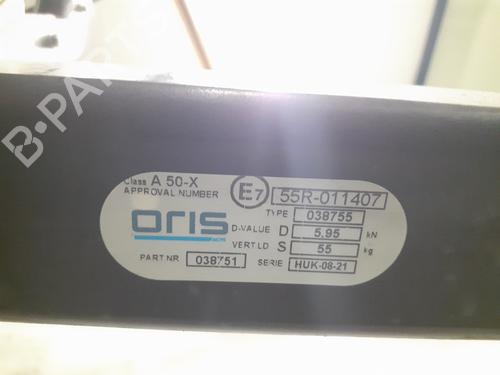 B-PARTS
Class A 50-X
APPROVAL NUMBER E7 55R-011407
TYPE 038755
ORIS D-VALUE D 5,95 kN
VERT.LD S 55 kg
PART NR 038751 SERIE HUK-08-21